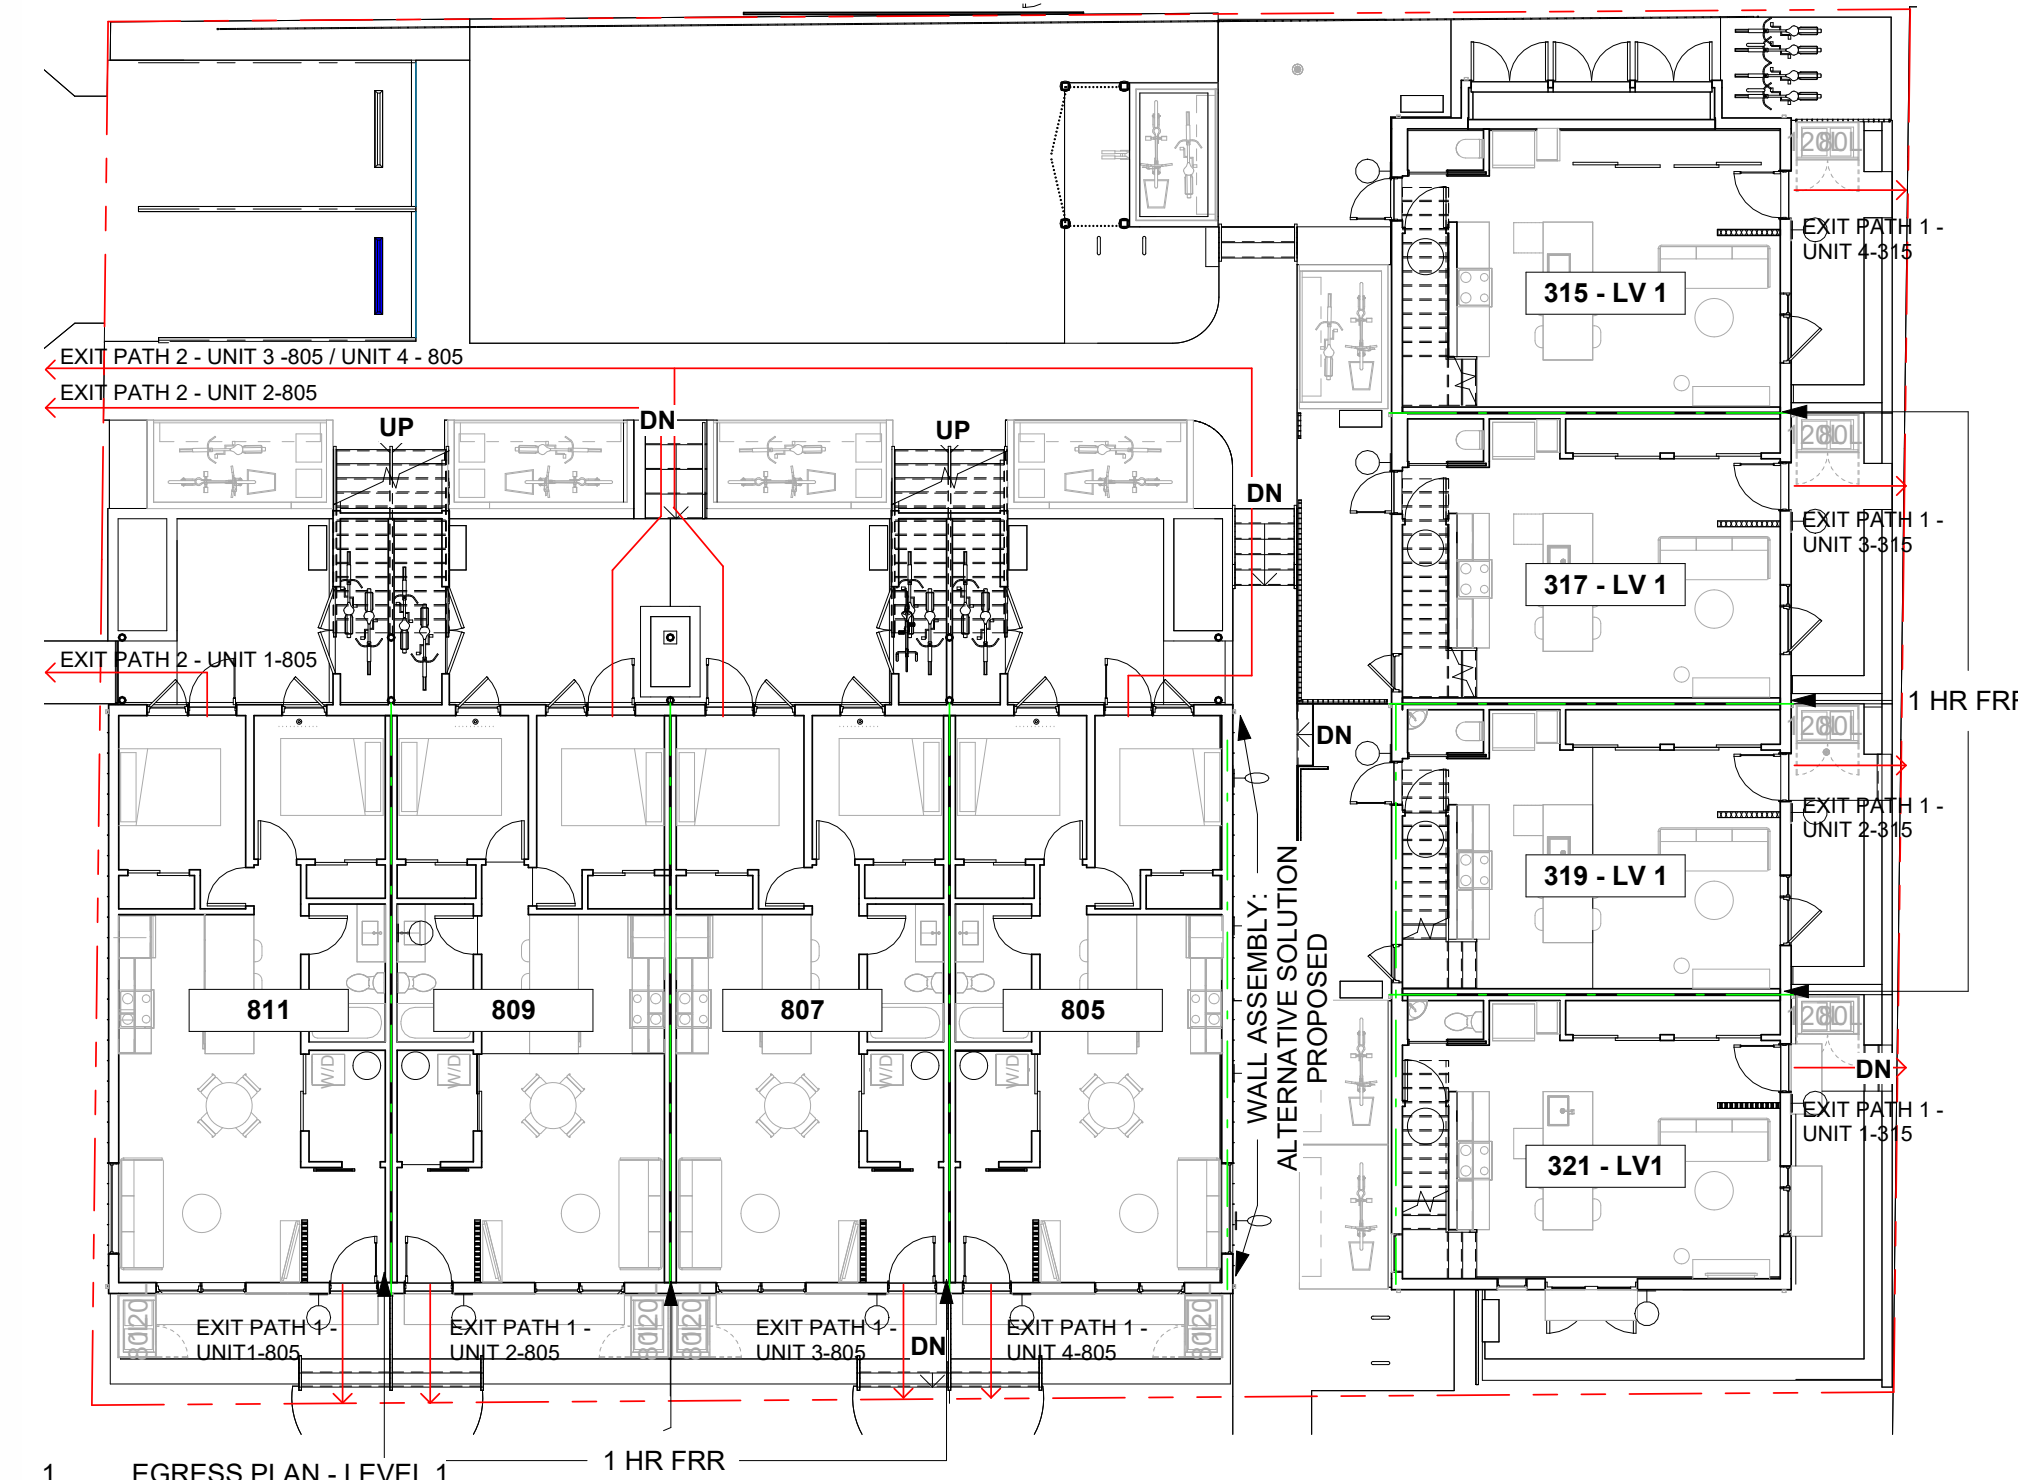 EXIT PATH 1 -
UNIT 4-315
315 - LV 1
EXIT PATH 2 - UNIT 3 -805 / UNIT 4 - 805
EXIT PATH 2 - UNIT 2-805
UP
DN
UP
DN
EXIT PATH 1 -
UNIT 3-315
317 - LV 1
EXIT PATH 2 - UNIT 1-805
1 HR FRR
DN
EXIT PATH 1 -
UNIT 2-315
319 - LV 1
WALL ASSEMBLY:
ALTERNATIVE SOLUTION
PROPOSED
811
809
807
805
W/D
W/D
W/D
W/D
DN
EXIT PATH 1 -
UNIT 1-315
321 - LV1
EXIT PATH 1 -
UNIT1-805
EXIT PATH 1 -
UNIT 2-805
EXIT PATH 1 -
UNIT 3-805
DN
EXIT PATH 1 -
UNIT 4-805
1 HR FRR
1 EGRESS PLAN - LEVEL 1